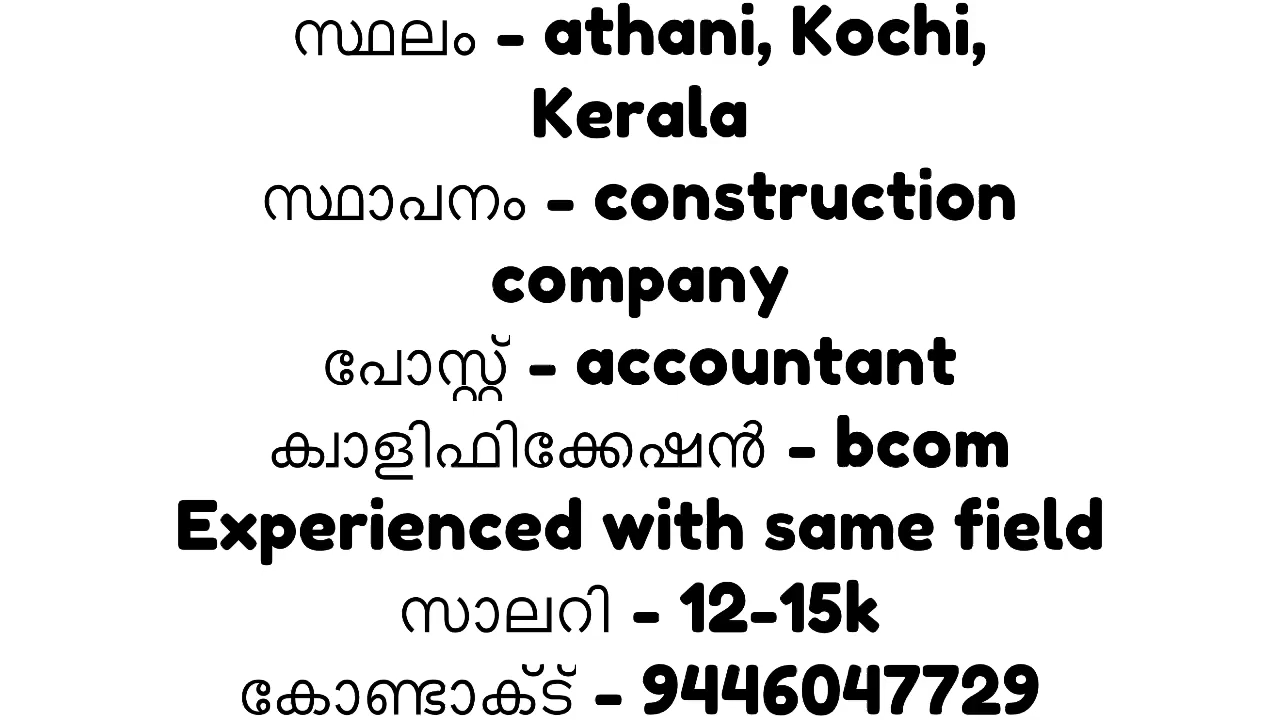 സ്ഥലം - athani, Kochi,
Kerala
സ്ഥാപനം - construction
company
പോസ്റ്റ് - accountant
ക്വാളിഫിക്കേഷൻ - bcom
Experienced with same field
സാലറി - 12-15k
കോണ്ടാക്ട് - 9446047729